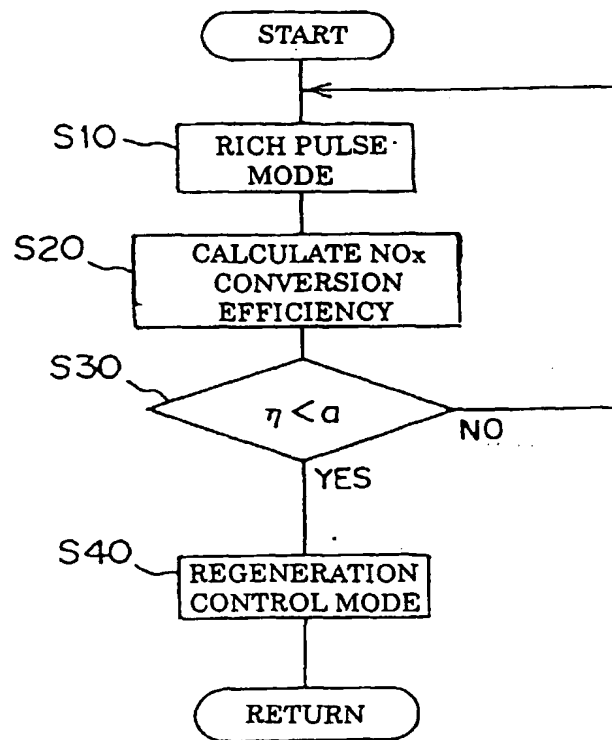 START
S10
RICH PULSE
MODE
S20
CALCULATE NOx
CONVERSION
EFFICIENCY
S30
η < a
NO
YES
S40
REGENERATION
CONTROL MODE
RETURN